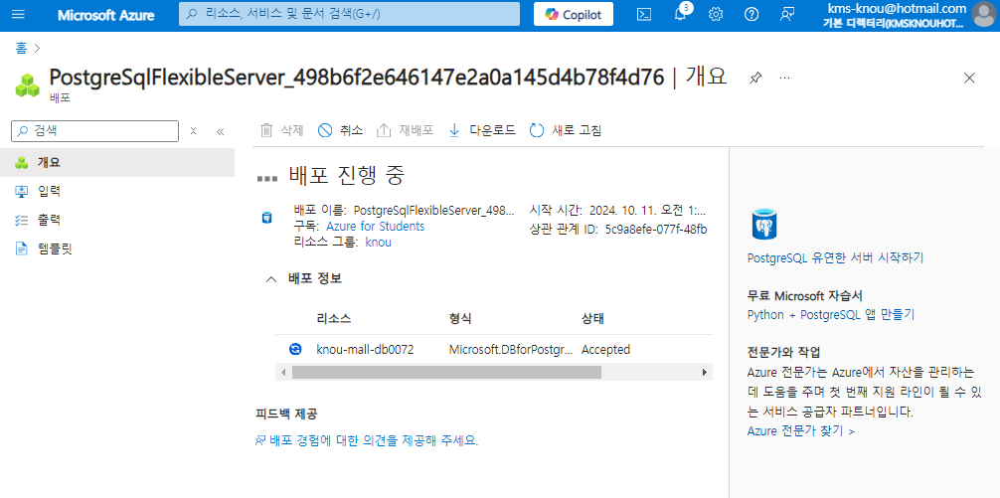 Microsoft Azure
리소스, 서비스 및 문서 검색(G+/)
Copilot
3
kms-knou@hotmail.com
기본 디렉터리(KMSKNOUHOT...
홈
PostgreSqlFlexibleServer_498b6f2e646147e2a0a145d4b78f4d76 | 개요
배포
검색
삭제
취소
재배포
다운로드
새로 고침
개요
입력
출력
템플릿
배포 진행 중
배포 이름: PostgreSqlFlexibleServer_498...
구독: Azure for Students
리소스 그룹: knou
시작 시간: 2024. 10. 11. 오전 1:...
상관 관계 ID: 5c9a8efe-077f-48fb
배포 정보
리소스 형식 상태
knou-mall-db0072 Microsoft.DBforPostgr... Accepted
피드백 제공
배포 경험에 대한 의견을 제공해 주세요.
PostgreSQL 유연한 서버 시작하기
무료 Microsoft 자습서
Python + PostgreSQL 앱 만들기
전문가와 작업
Azure 전문가는 Azure에서 자산을 관리하는
데 도움을 주며 첫 번째 지원 라인이 될 수 있
는 서비스 공급자 파트너입니다.
Azure 전문가 찾기 >